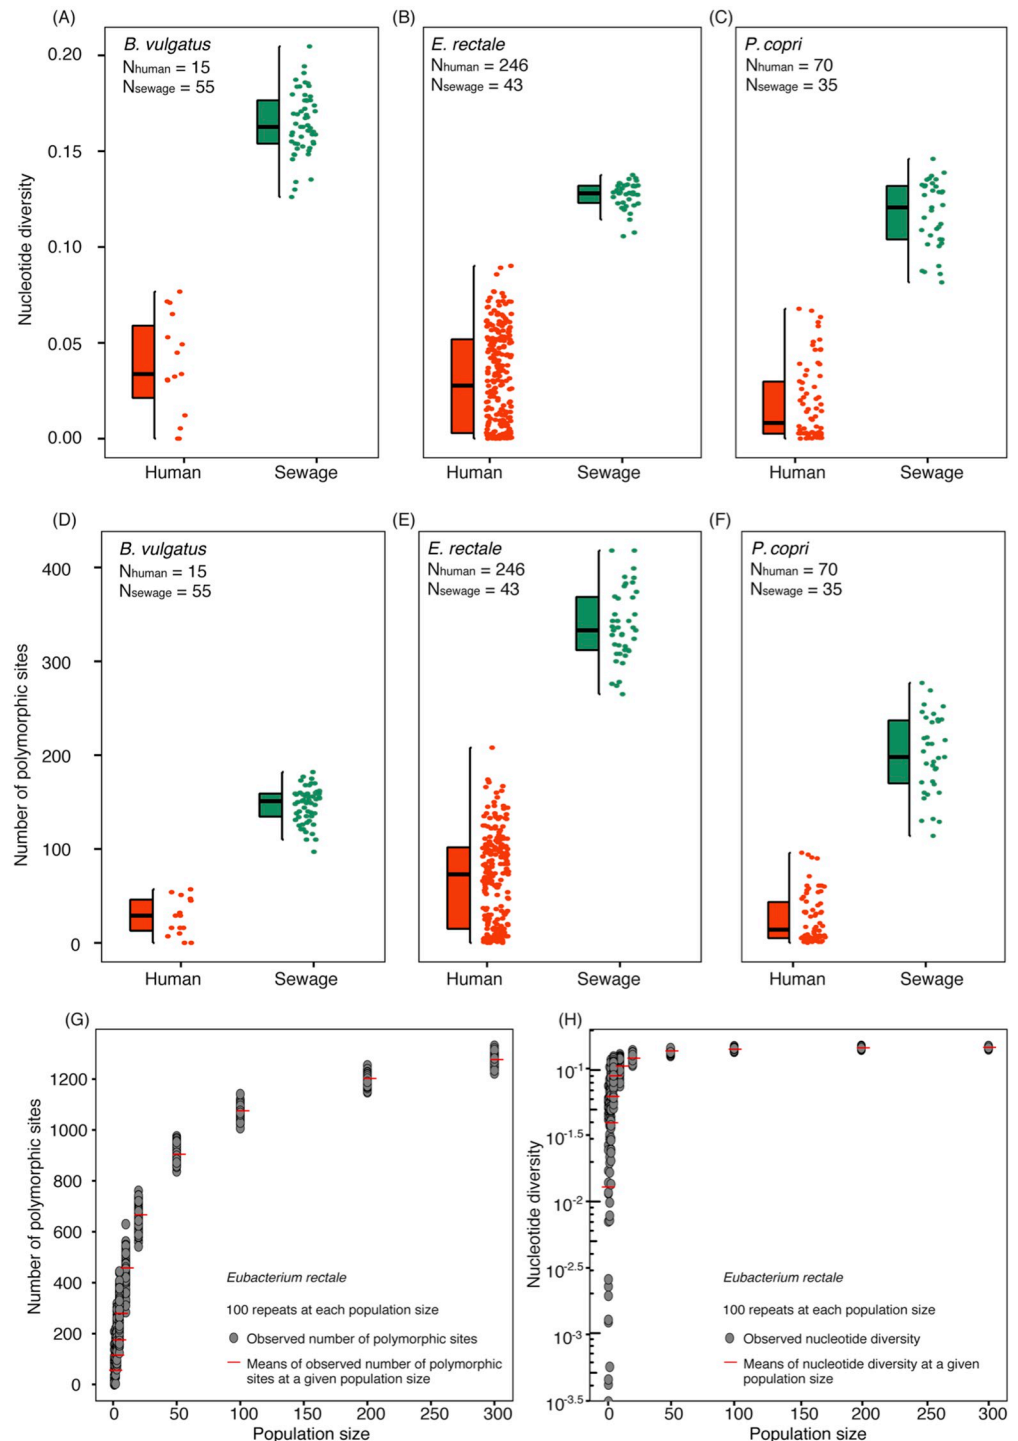 (A)
B. vulgatus
Nhuman = 15
Nsewage = 55
(B)
E. rectale
Nhuman = 246
Nsewage = 43
(C)
P. copri
Nhuman = 70
Nsewage = 35
Nucleotide diversity
0.20
0.15
0.10
0.05
0.00
Human
Sewage
Human
Sewage
Human
Sewage
(D)
B. vulgatus
Nhuman = 15
Nsewage = 55
(E)
E. rectale
Nhuman = 246
Nsewage = 43
(F)
P. copri
Nhuman = 70
Nsewage = 35
Number of polymorphic sites
400
300
200
100
0
Human
Sewage
Human
Sewage
Human
Sewage
(G)
Number of polymorphic sites
1200
1000
800
600
400
200
0
Eubacterium rectale
100 repeats at each population size
Observed number of polymorphic sites
Means of observed number of polymorphic
sites at a given population size
0 50 100 150 200 250 300
Population size
(H)
Nucleotide diversity
10-1
10-1.5
10-2
10-2.5
10-3
10-3.5
Eubacterium rectale
100 repeats at each population size
Observed nucleotide diversity
Means of nucleotide diversity at a given
population size
0 50 100 150 200 250 300
Population size